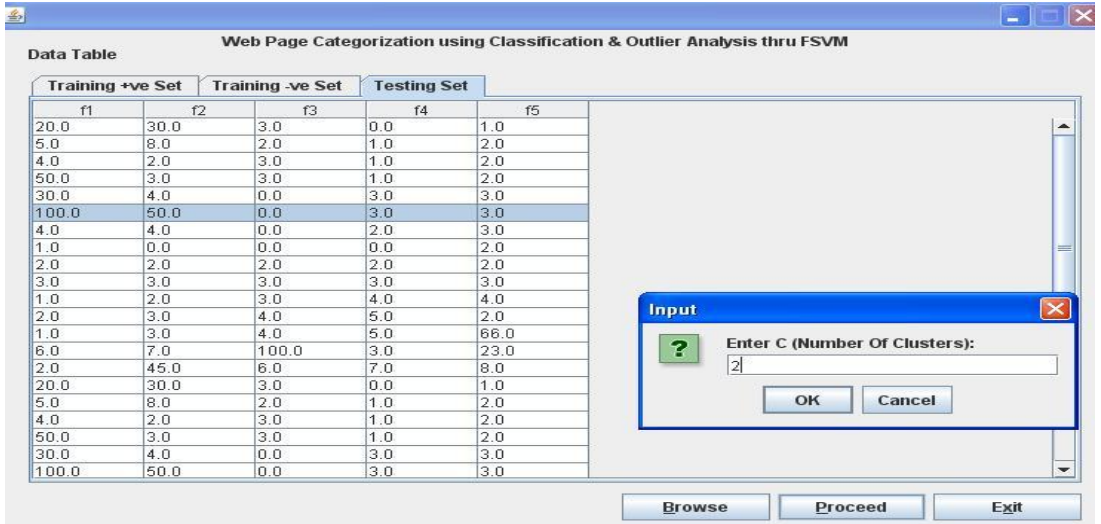 Web Page Categorization using Classification & Outlier Analysis thru FSVM
Data Table
Training +ve Set Training -ve Set Testing Set
f1 f2 f3 f4 f5
20.0 30.0 3.0 0.0 1.0
5.0 8.0 2.0 1.0 2.0
4.0 2.0 3.0 1.0 2.0
50.0 3.0 3.0 1.0 2.0
30.0 4.0 0.0 3.0 3.0
100.0 50.0 0.0 3.0 3.0
4.0 4.0 0.0 2.0 3.0
1.0 0.0 0.0 0.0 2.0
2.0 2.0 2.0 2.0 2.0
3.0 3.0 3.0 3.0 3.0
1.0 2.0 3.0 4.0 4.0
2.0 3.0 4.0 5.0 2.0
1.0 3.0 4.0 5.0 66.0
6.0 7.0 100.0 3.0 23.0
2.0 45.0 6.0 7.0 8.0
20.0 30.0 3.0 0.0 1.0
5.0 8.0 2.0 1.0 2.0
4.0 2.0 3.0 1.0 2.0
50.0 3.0 3.0 1.0 2.0
30.0 4.0 0.0 3.0 3.0
100.0 50.0 0.0 3.0 3.0
Input
Enter C (Number Of Clusters):
2
OK Cancel
Browse Proceed Exit